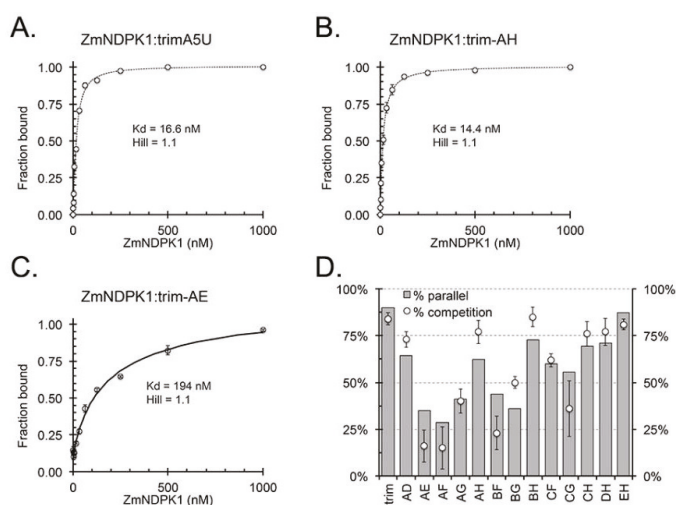 A.
ZmNDPK1:trimA5U
Fraction bound
1.00
0.75
0.50
0.25
0.00
Kd = 16.6 nM
Hill = 1.1
0
500
1000
ZmNDPK1 (nM)
B.
ZmNDPK1:trim-AH
Fraction bound
1.00
0.75
0.50
0.25
0.00
Kd = 14.4 nM
Hill = 1.1
0
500
1000
ZmNDPK1 (nM)
C.
ZmNDPK1:trim-AE
Fraction bound
1.00
0.75
0.50
0.25
0.00
Kd = 194 nM
Hill = 1.1
0
500
1000
ZmNDPK1 (nM)
D.
100%
75%
50%
25%
0%
% parallel
% competition
100%
75%
50%
25%
0%
trim
AD
AE
AF
AG
AH
BF
BG
BH
CF
CG
CH
DH
EH